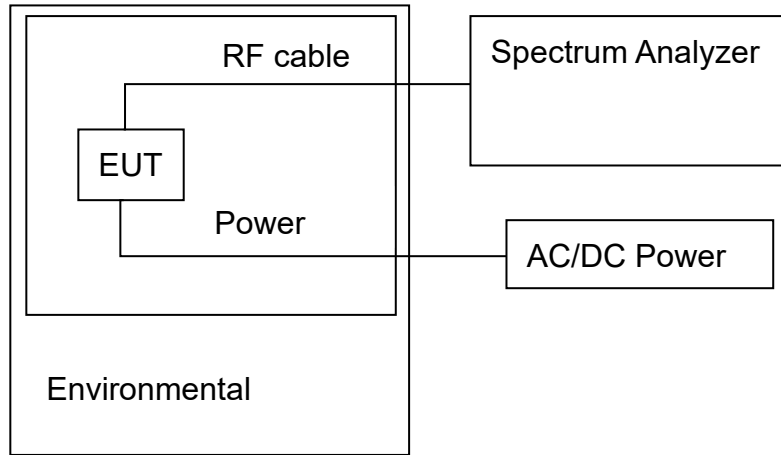 RF cable
Spectrum Analyzer
EUT
Power
AC/DC Power
Environmental